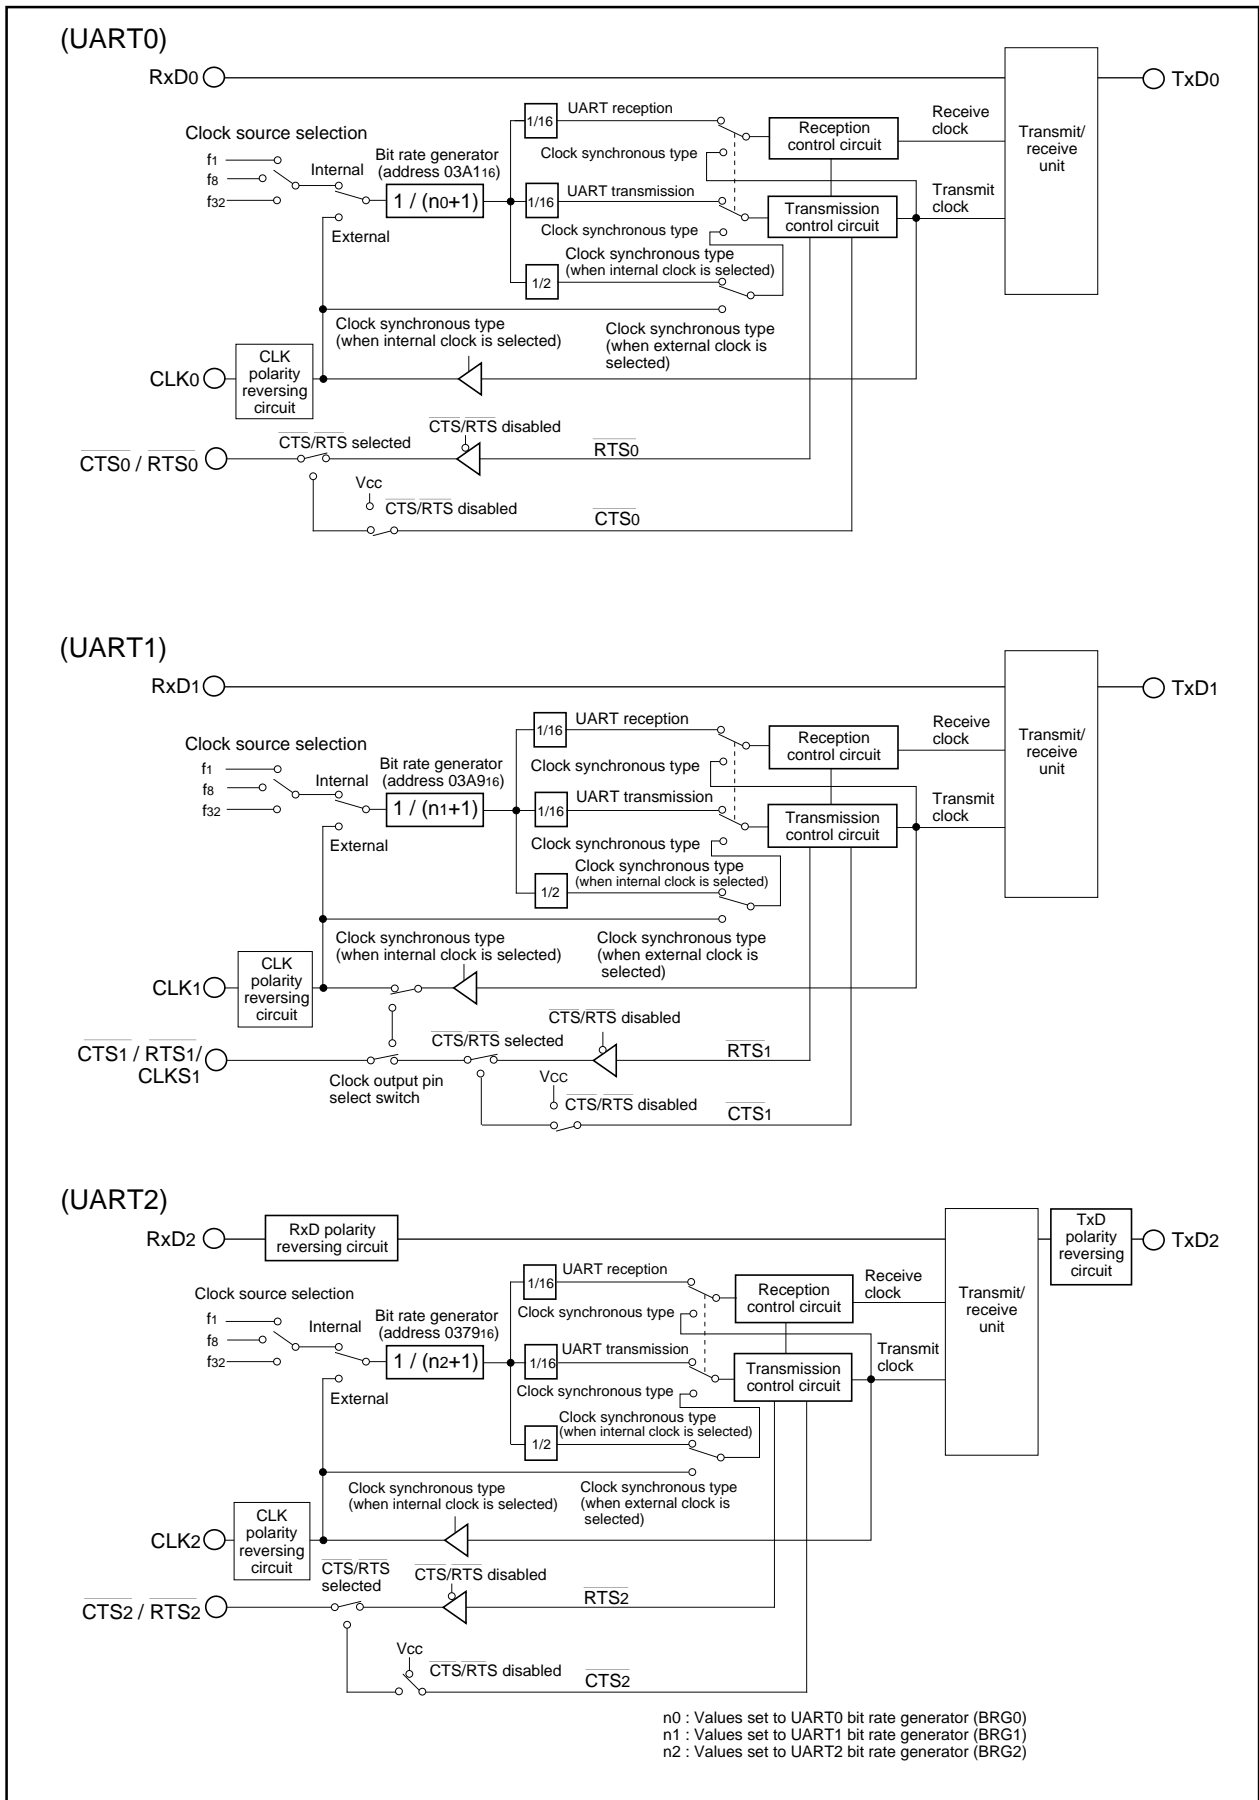 (UART0)
RxD0
TxD0
Clock source selection
f1
f8
f32
Internal
External
Bit rate generator
(address 03A116)
1 / (n0+1)
1/16
UART reception
Clock synchronous type
1/16
UART transmission
Clock synchronous type
1/2
Clock synchronous type
(when internal clock is selected)
Reception
control circuit
Transmission
control circuit
Receive
clock
Transmit
clock
Transmit/
receive
unit
Clock synchronous type
(when internal clock is selected)
Clock synchronous type
(when external clock is
selected)
CLK0
CLK
polarity
reversing
circuit
CTS0 / RTS0
CTS/RTS selected
CTS/RTS disabled
RTS0
Vcc
CTS/RTS disabled
CTS0
(UART1)
RxD1
TxD1
Clock source selection
f1
f8
f32
Internal
External
Bit rate generator
(address 03A916)
1 / (n1+1)
1/16
UART reception
Clock synchronous type
1/16
UART transmission
Clock synchronous type
1/2
Clock synchronous type
(when internal clock is selected)
Reception
control circuit
Transmission
control circuit
Receive
clock
Transmit
clock
Transmit/
receive
unit
Clock synchronous type
(when internal clock is selected)
Clock synchronous type
(when external clock is
selected)
CLK1
CLK
polarity
reversing
circuit
CTS1 / RTS1/
CLKS1
Clock output pin
select switch
CTS/RTS selected
CTS/RTS disabled
RTS1
VCC
CTS/RTS disabled
CTS1
(UART2)
RxD2
RxD polarity
reversing circuit
TxD
polarity
reversing
circuit
TxD2
Clock source selection
f1
f8
f32
Internal
External
Bit rate generator
(address 037916)
1 / (n2+1)
1/16
UART reception
Clock synchronous type
1/16
UART transmission
Clock synchronous type
1/2
Clock synchronous type
(when internal clock is selected)
Reception
control circuit
Transmission
control circuit
Receive
clock
Transmit
clock
Transmit/
receive
unit
Clock synchronous type
(when internal clock is selected)
Clock synchronous type
(when external clock is
selected)
CLK2
CLK
polarity
reversing
circuit
CTS2 / RTS2
CTS/RTS
selected
CTS/RTS disabled
RTS2
Vcc
CTS/RTS disabled
CTS2
n0 : Values set to UART0 bit rate generator (BRG0)
n1 : Values set to UART1 bit rate generator (BRG1)
n2 : Values set to UART2 bit rate generator (BRG2)